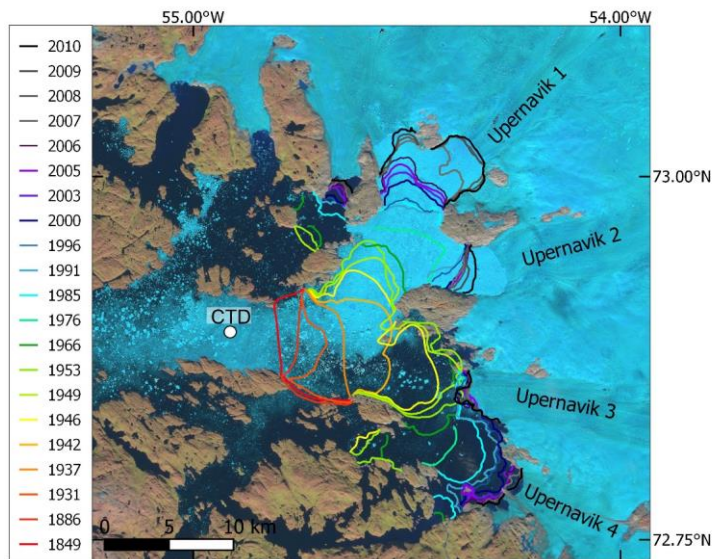 55.00°W
54.00°W
2010
2009
2008
2007
2006
2005
2003
2000
1996
1991
1985
1976
1966
1953
1949
1946
1942
1937
1931
1886
1849
Upernavik 1
73.00°N
Upernavik 2
CTD
Upernavik 3
Upernavik 4
0 5 10 km
72.75°N